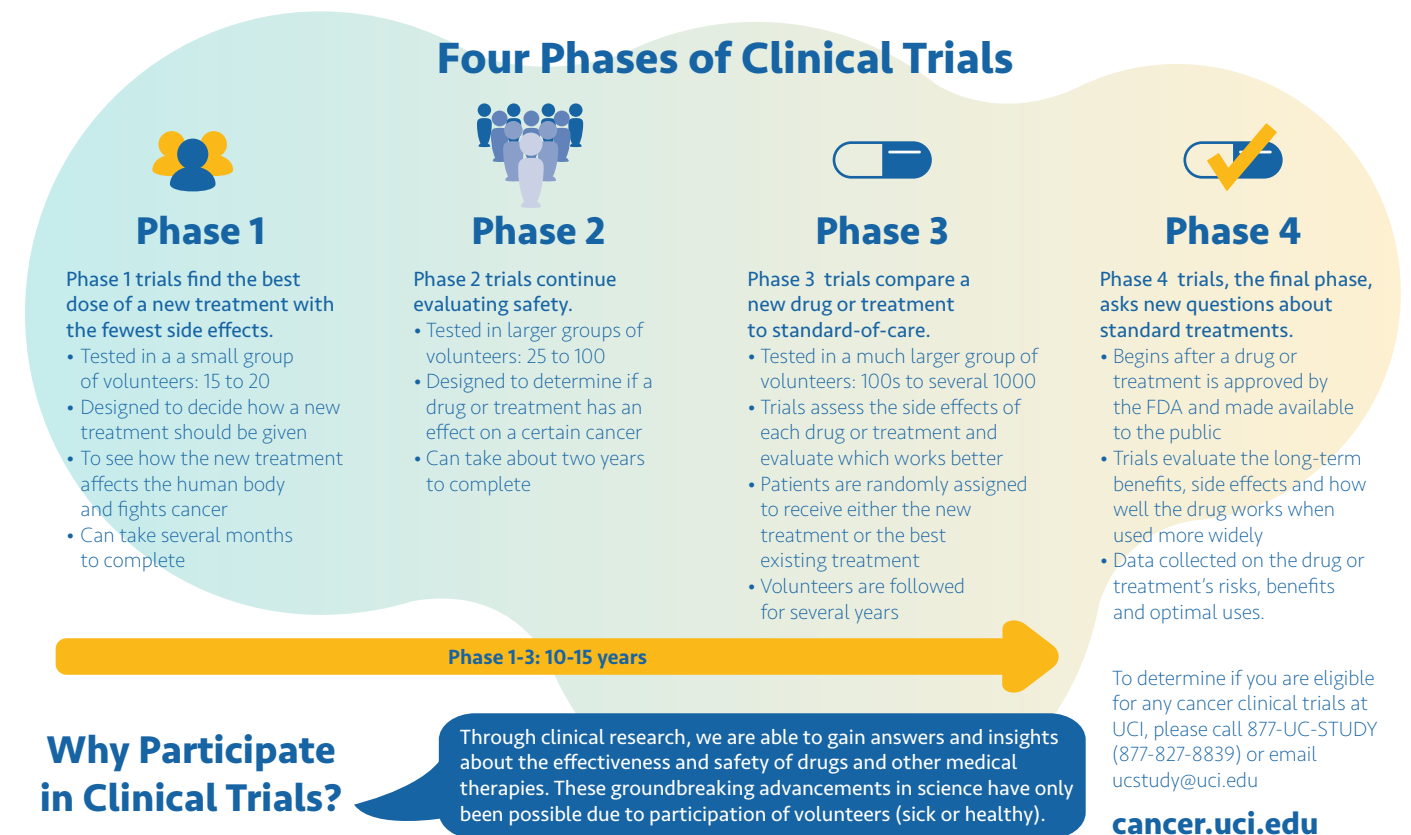 Four Phases of Clinical Trials
Phase 1
Phase 1 trials find the best
dose of a new treatment with
the fewest side effects.
• Tested in a a small group
of volunteers: 15 to 20
• Designed to decide how a new
treatment should be given
• To see how the new treatment
affects the human body
and fights cancer
• Can take several months
to complete
Phase 2
Phase 2 trials continue
evaluating safety.
• Tested in larger groups of
volunteers: 25 to 100
• Designed to determine if a
drug or treatment has an
effect on a certain cancer
• Can take about two years
to complete
Phase 3
Phase 3 trials compare a
new drug or treatment
to standard-of-care.
• Tested in a much larger group of
volunteers: 100s to several 1000
• Trials assess the side effects of
each drug or treatment and
evaluate which works better
• Patients are randomly assigned
to receive either the new
treatment or the best
existing treatment
• Volunteers are followed
for several years
Phase 4
Phase 4 trials, the final phase,
asks new questions about
standard treatments.
• Begins after a drug or
treatment is approved by
the FDA and made available
to the public
• Trials evaluate the long-term
benefits, side effects and how
well the drug works when
used more widely
• Data collected on the drug or
treatment's risks, benefits
and optimal uses.
Phase 1-3: 10-15 years
Why Participate
in Clinical Trials?
Through clinical research, we are able to gain answers and insights
about the effectiveness and safety of drugs and other medical
therapies. These groundbreaking advancements in science have only
been possible due to participation of volunteers (sick or healthy).
To determine if you are eligible
for any cancer clinical trials at
UCI, please call 877-UC-STUDY
(877-827-8839) or email
ucstudy@uci.edu
cancer.uci.edu